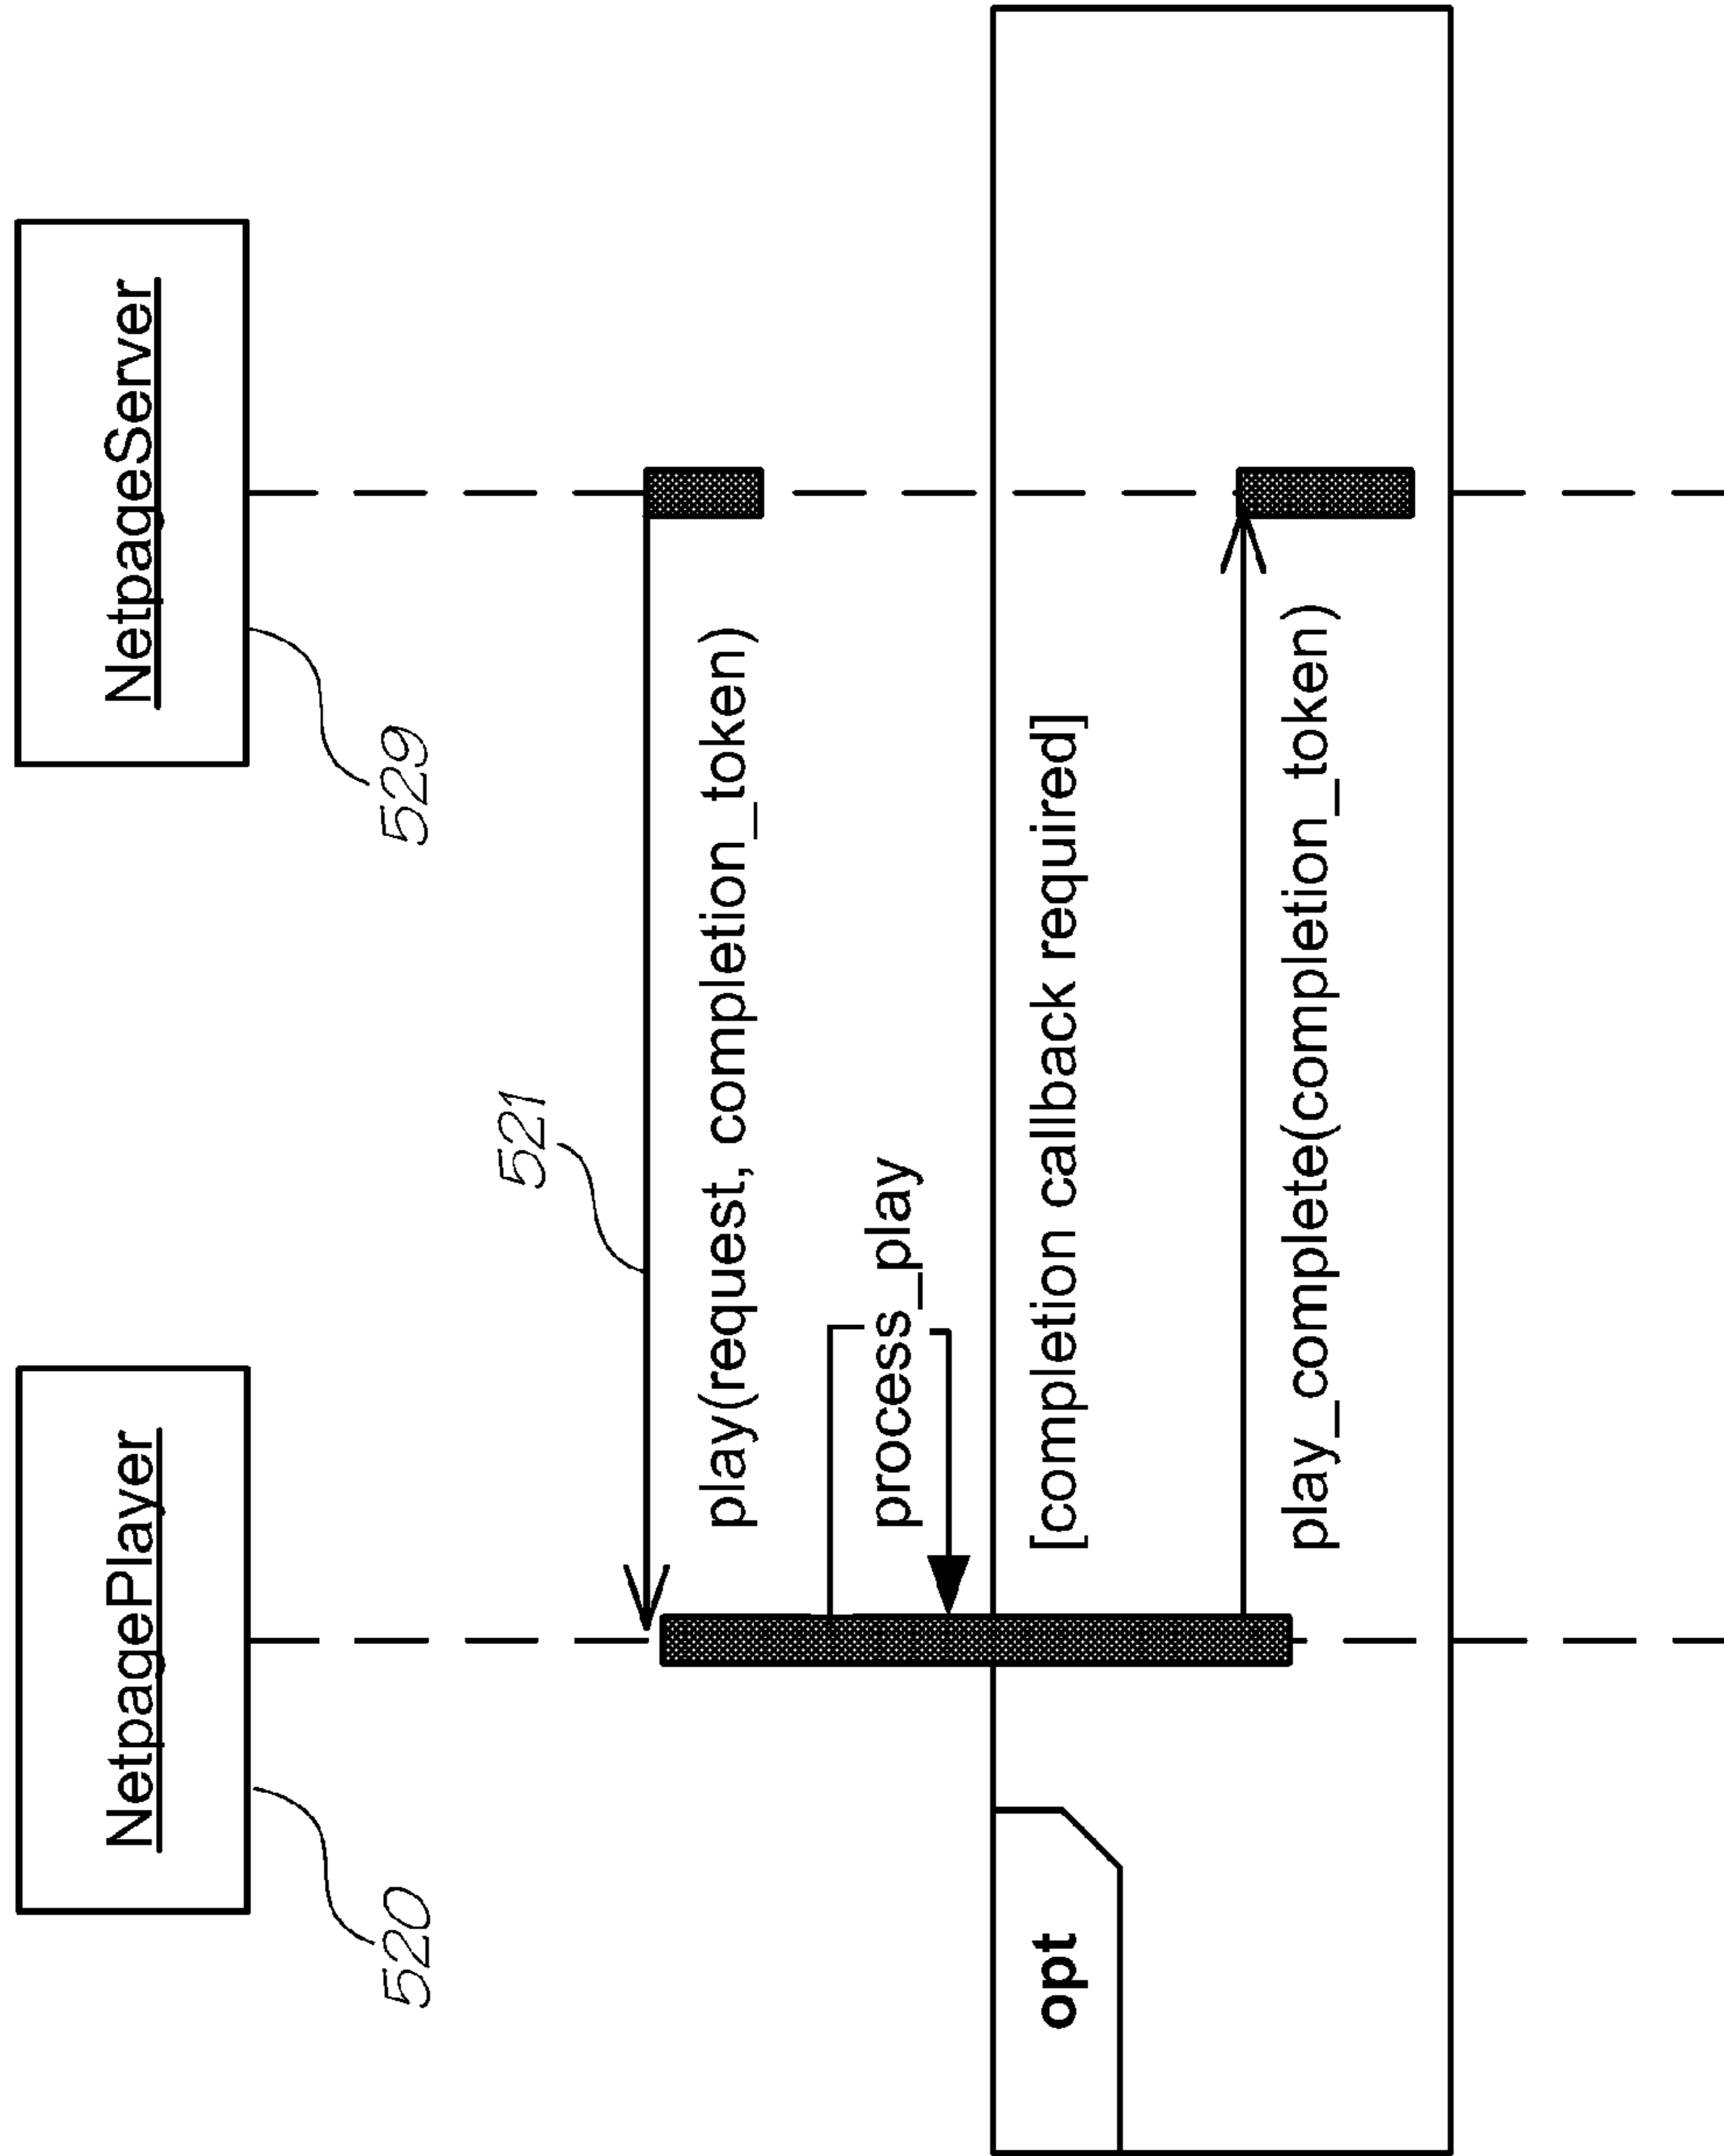 NetpagePlayer
NetpageServer
520
529
521
play(request, completion_token)
process_play
opt
[completion callback required]
play_complete(completion_token)